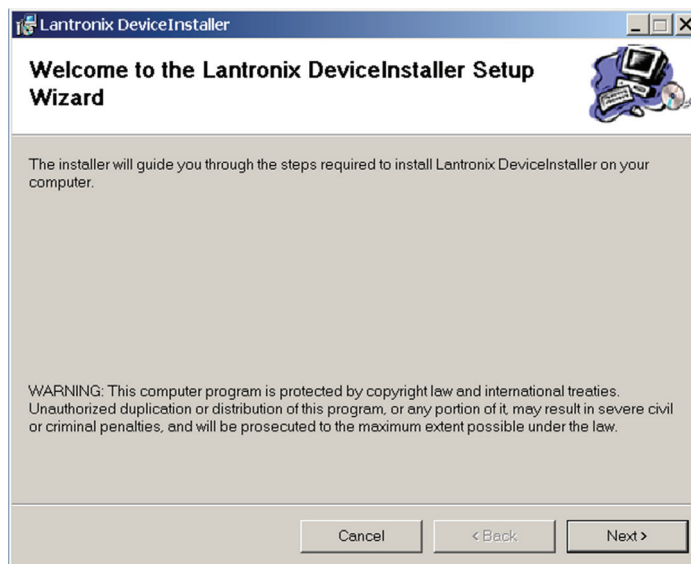 Lantronix DeviceInstaller
Welcome to the Lantronix DeviceInstaller Setup
Wizard
The installer will guide you through the steps required to install Lantronix DeviceInstaller on your
computer.
WARNING: This computer program is protected by copyright law and international treaties.
Unauthorized duplication or distribution of this program, or any portion of it, may result in severe civil
or criminal penalties, and will be prosecuted to the maximum extent possible under the law.
Cancel < Back Next >